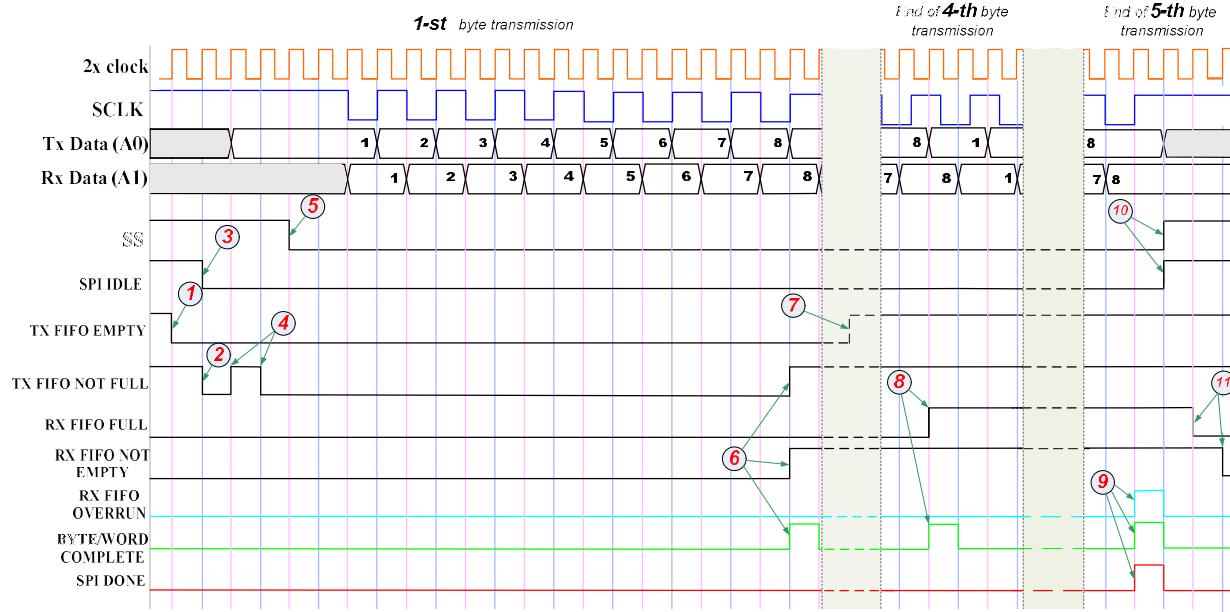 1-st byte transmission
End of 4-th byte
transmission
End of 5-th byte
transmission
2x clock
SCLK
Tx Data (A0)
1 2 3 4 5 6 7 8 8 1 8
Rx Data (A1)
1 2 3 4 5 6 7 8 7 8 1 7 8
SS
5
10
3
SPI IDLE
1
TX FIFO EMPTY
7
4
2
TX FIFO NOT FULL
8
11
RX FIFO FULL
RX FIFO NOT
EMPTY
6
9
RX FIFO
OVERRUN
BYTE/WORD
COMPLETE
SPI DONE